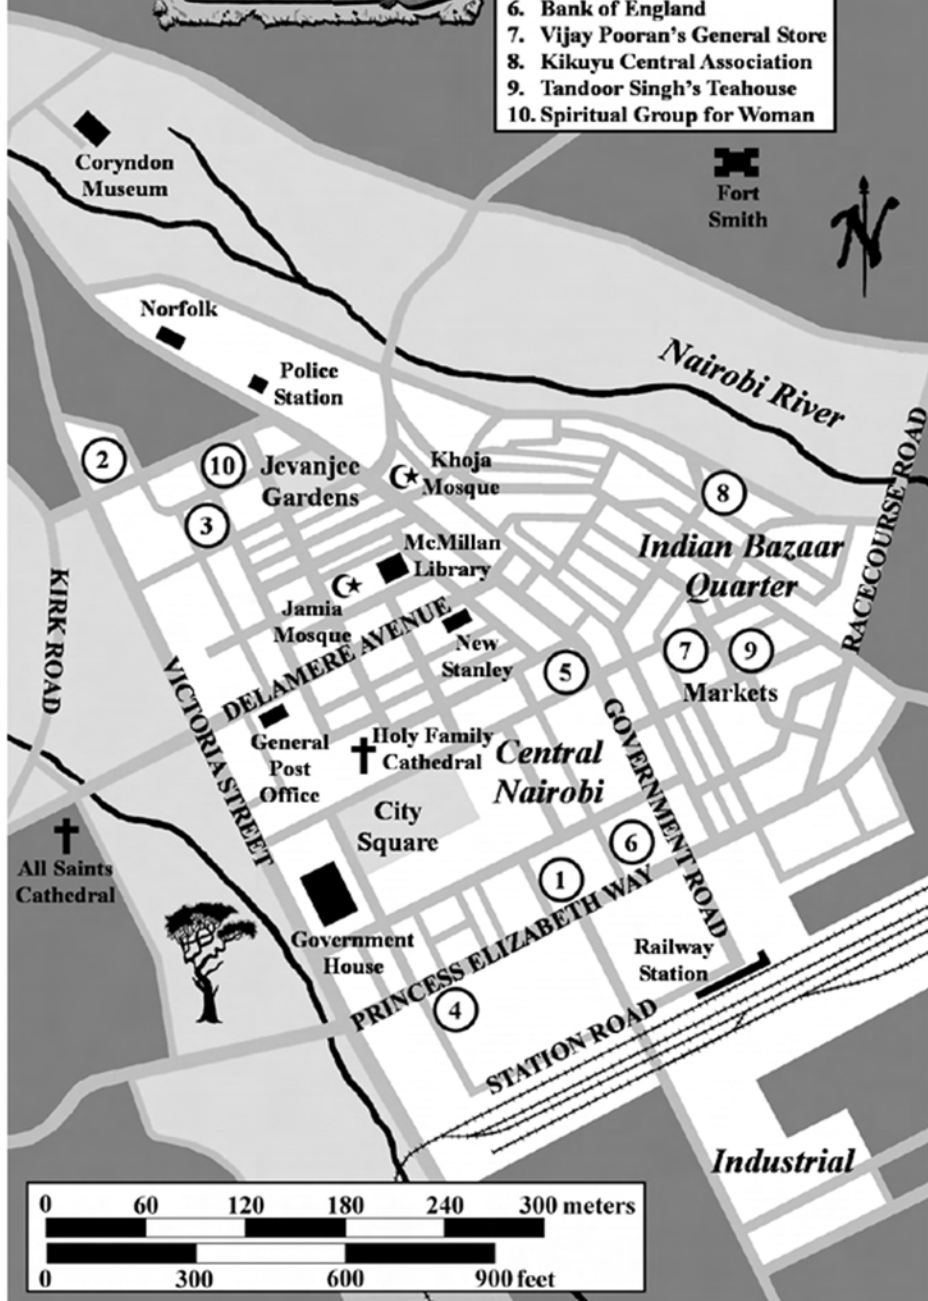 6. Bank of England
7. Vijay Pooran's General Store
8. Kikuyu Central Association
9. Tandoor Singh's Teahouse
10. Spiritual Group for Woman
Coryndon
Museum
Fort
Smith
N
Norfolk
Police
Station
Nairobi River
RACECOURSE ROAD
2
10
Jevanjee
Gardens
Khoja
Mosque
8
3
McMillan
Library
Indian Bazaar
Quarter
KIRK ROAD
Jamia
Mosque
DELAMERE AVENUE
New
Stanley
5
7
9
Markets
VICTORIA STREET
GOVERNMENT ROAD
General
Post
Office
Holy Family
Cathedral
Central
Nairobi
City
Square
6
1
All Saints
Cathedral
Government
House
PRINCESS ELIZABETH WAY
Railway
Station
4
STATION ROAD
Industrial
0 60 120 180 240 300 meters
0 300 600 900 feet